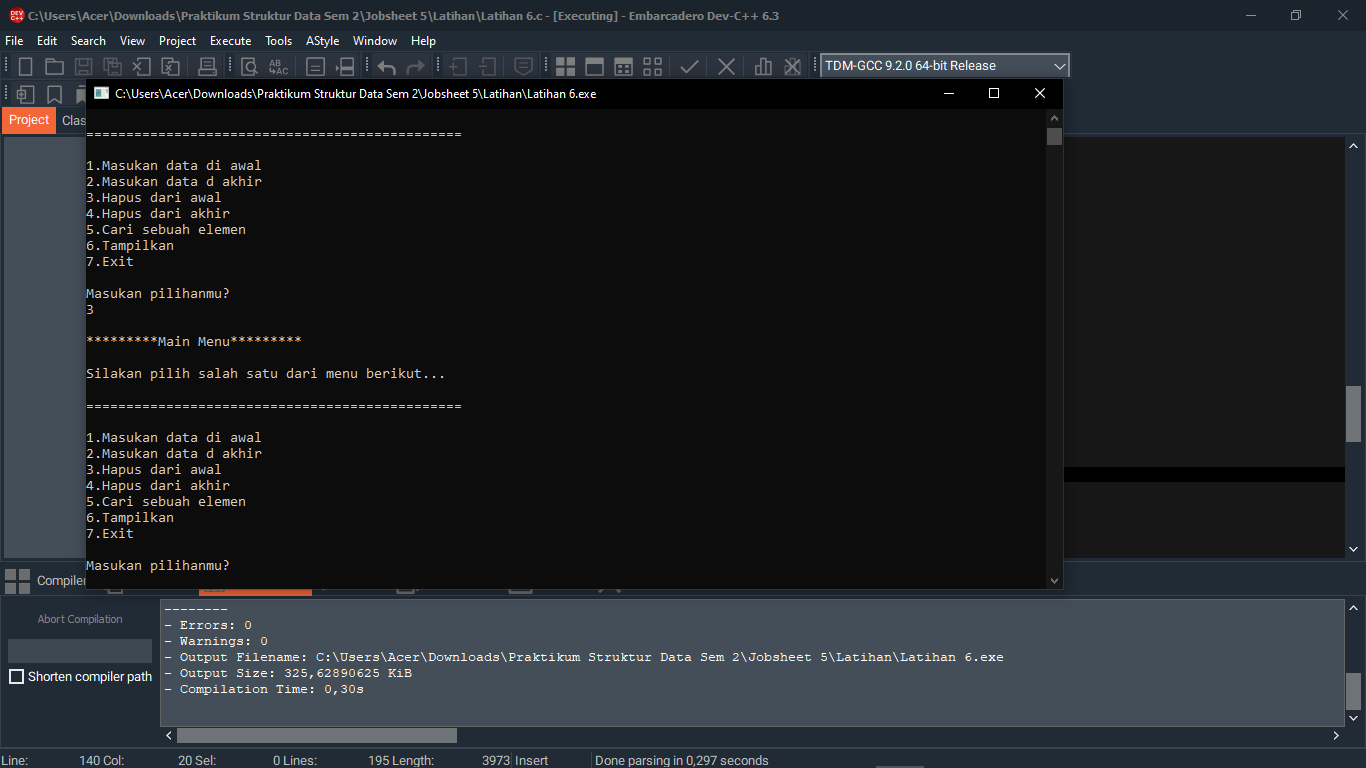 C:\Users\Acer\Downloads\Praktikum Struktur Data Sem 2\Jobsheet 5\Latihan\Latihan 6.c - [Executing] - Embarcadero Dev-C++ 6.3
File Edit Search View Project Execute Tools AStyle Window Help
TDM-GCC 9.2.0 64-bit Release
Project Clas
C:\Users\Acer\Downloads\Praktikum Struktur Data Sem 2\Jobsheet 5\Latihan\Latihan 6.exe
===============================================
1.Masukan data di awal
2.Masukan data d akhir
3.Hapus dari awal
4.Hapus dari akhir
5.Cari sebuah elemen
6.Tampilkan
7.Exit
Masukan pilihanmu?
3
*********Main Menu*********
Silakan pilih salah satu dari menu berikut...
===============================================
1.Masukan data di awal
2.Masukan data d akhir
3.Hapus dari awal
4.Hapus dari akhir
5.Cari sebuah elemen
6.Tampilkan
7.Exit
Masukan pilihanmu?
Compiler
Abort Compilation
Shorten compiler path
--------
- Errors: 0
- Warnings: 0
- Output Filename: C:\Users\Acer\Downloads\Praktikum Struktur Data Sem 2\Jobsheet 5\Latihan\Latihan 6.exe
- Output Size: 325,62890625 KiB
- Compilation Time: 0,30s
Line: 140 Col: 20 Sel: 0 Lines: 195 Length: 3973 Insert Done parsing in 0,297 seconds